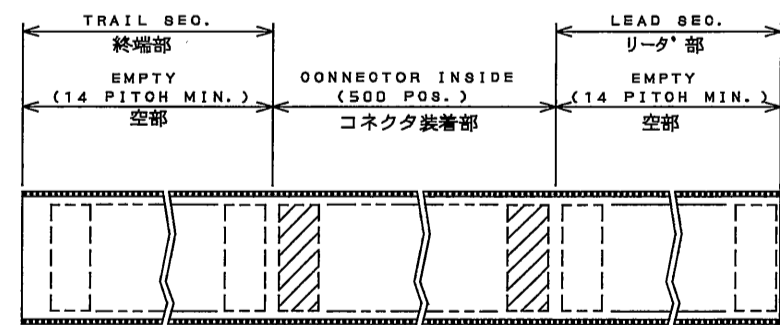 TRAIL SEC.
終端部
LEAD SEC.
リーダ部
EMPTY
(14 PITCH MIN.)
空部
CONNECTOR INSIDE
(500 POS.)
コネクタ装着部
EMPTY
(14 PITCH MIN.)
空部